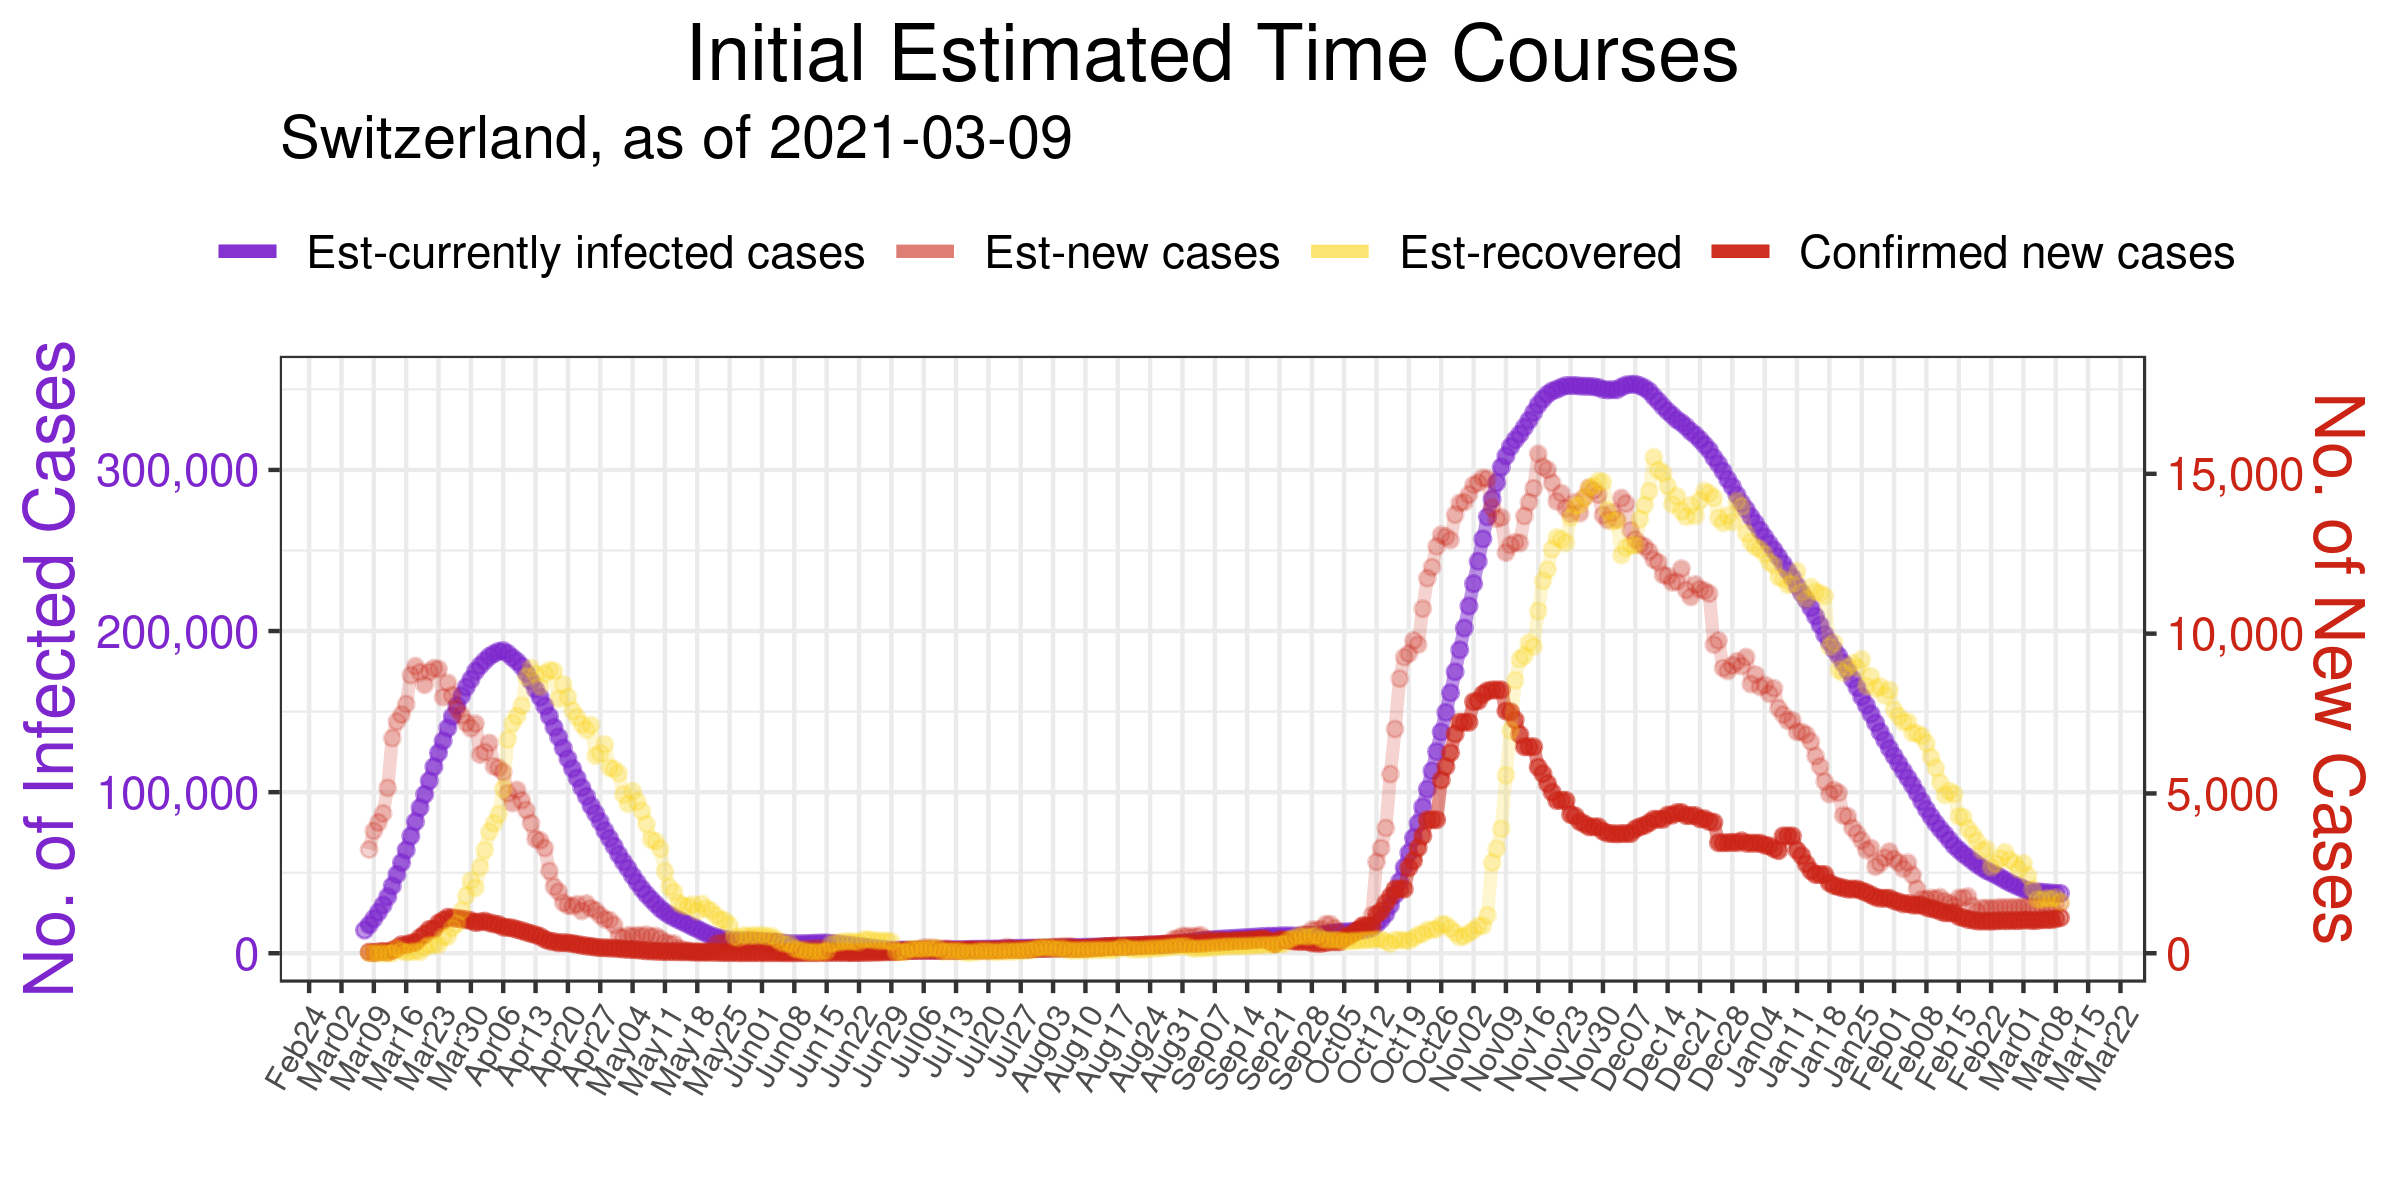 Initial Estimated Time Courses
Switzerland, as of 2021-03-09
Est-currently infected cases Est-new cases Est-recovered Confirmed new cases
No. of Infected Cases
300,000
200,000
100,000
0
15,000
10,000
5,000
0
No. of New Cases
Feb24 Mar02 Mar09 Mar16 Mar23 Mar30 Apr06 Apr13 Apr20 Apr27 May04 May11 May18 May25 Jun01 Jun08 Jun15 Jun22 Jun29 Jul06 Jul13 Jul20 Jul27 Aug03 Aug10 Aug17 Aug24 Aug31 Sep07 Sep14 Sep21 Sep28 Oct05 Oct12 Oct19 Oct26 Nov02 Nov09 Nov16 Nov23 Nov30 Dec07 Dec14 Dec21 Dec28 Jan04 Jan11 Jan18 Jan25 Feb01 Feb08 Feb15 Feb22 Mar01 Mar08 Mar15 Mar22